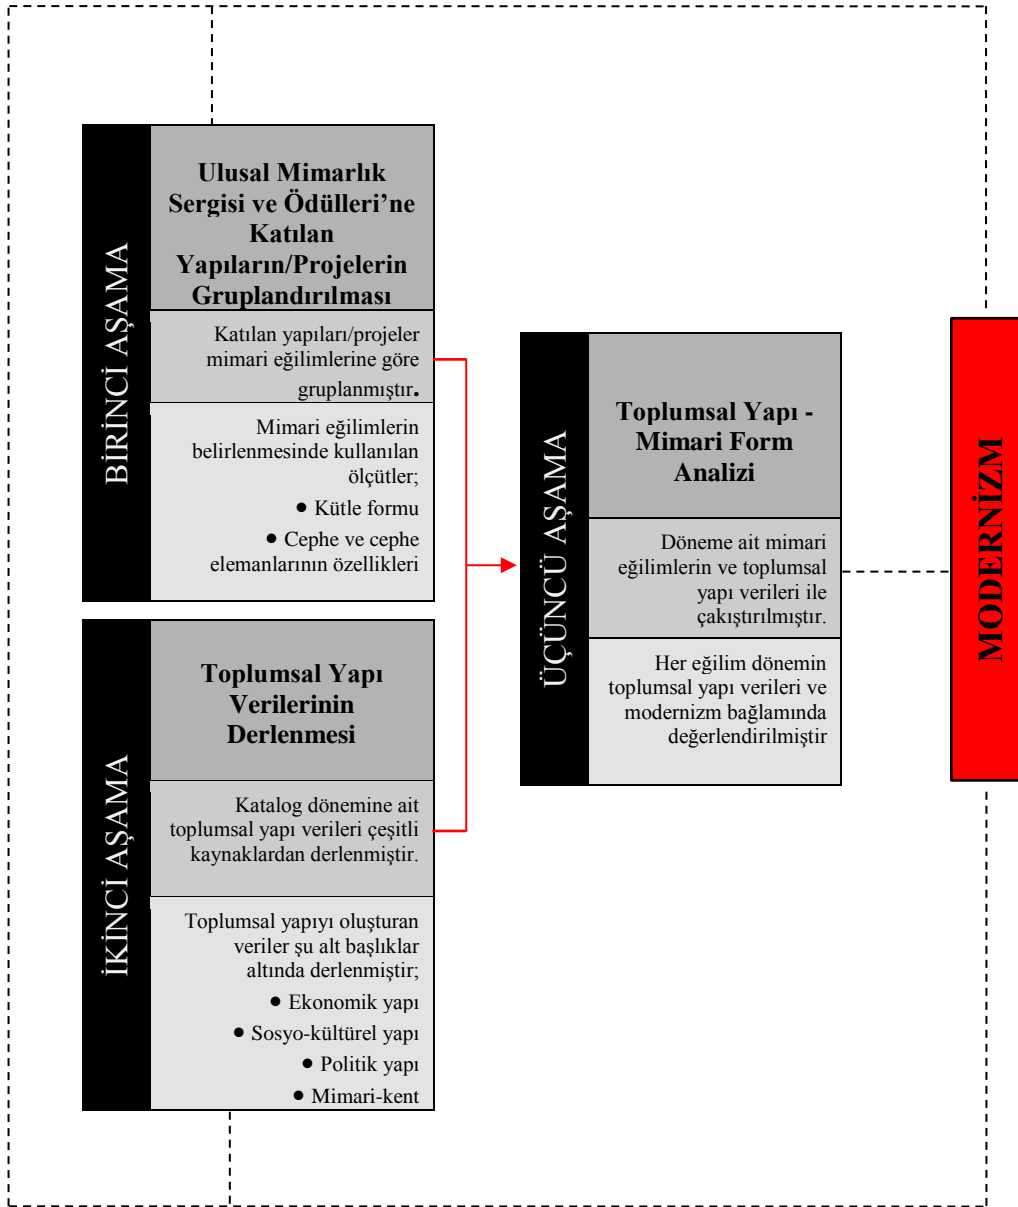 BİRİNCİ AŞAMA
Ulusal Mimarlık
Sergisi ve Ödülleri’ne
Katılan
Yapıların/Projelerin
Gruplandırılması
Katılan yapıları/projeler
mimari eğilimlerine göre
gruplanmıştır.
Mimari eğilimlerin
belirlenmesinde kullanılan
ölçütler;
● Kütle formu
● Cephe ve cephe
elemanlarının özellikleri
İKİNCİ AŞAMA
Toplumsal Yapı
Verilerinin
Derlenmesi
Katalog dönemine ait
toplumsal yapı verileri çeşitli
kaynaklardan derlenmiştir.
Toplumsal yapıyı oluşturan
veriler şu alt başlıklar
altında derlenmiştir;
● Ekonomik yapı
● Sosyo-kültürel yapı
● Politik yapı
● Mimari-kent
ÜÇÜNCÜ AŞAMA
Toplumsal Yapı -
Mimari Form
Analizi
Döneme ait mimari
eğilimlerin ve toplumsal
yapı verileri ile
çakıştırılmıştır.
Her eğilim dönemin
toplumsal yapı verileri ve
modernizm bağlamında
değerlendirilmiştir
MODERNİZM